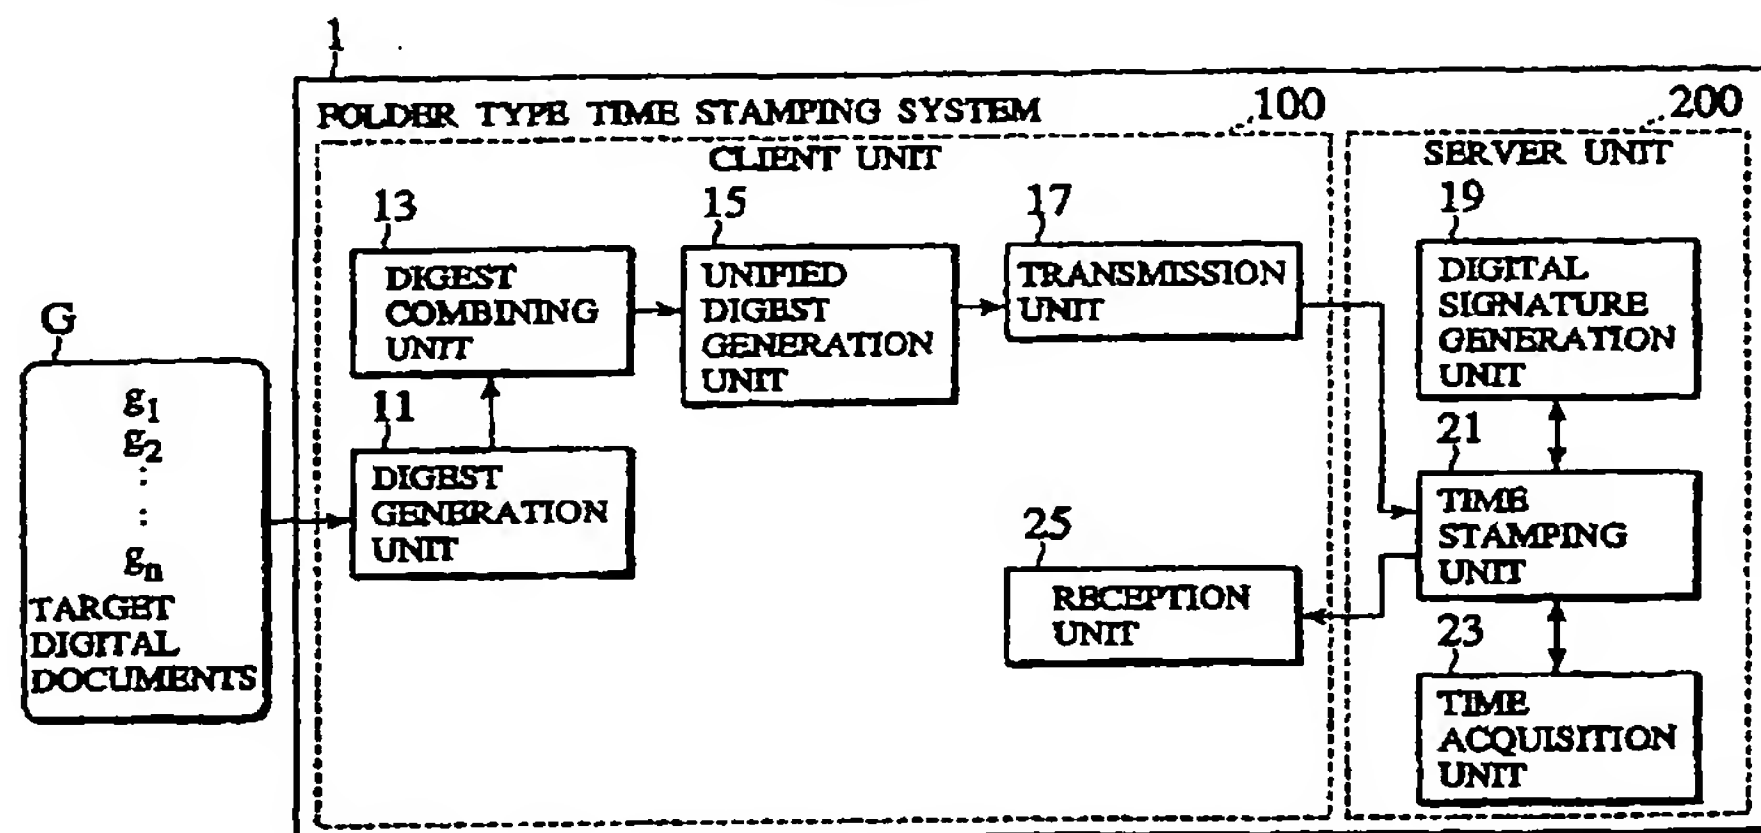 1
FOLDER TYPE TIME STAMPING SYSTEM
100
200
CLIENT UNIT
SERVER UNIT
13
DIGEST
COMBINING
UNIT
15
UNIFIED
DIGEST
GENERATION
UNIT
17
TRANSMISSION
UNIT
19
DIGITAL
SIGNATURE
GENERATION
UNIT
G
g1
g2
:
:
gn
TARGET
DIGITAL
DOCUMENTS
11
DIGEST
GENERATION
UNIT
21
TIME
STAMPING
UNIT
25
RECEPTION
UNIT
23
TIME
ACQUISITION
UNIT